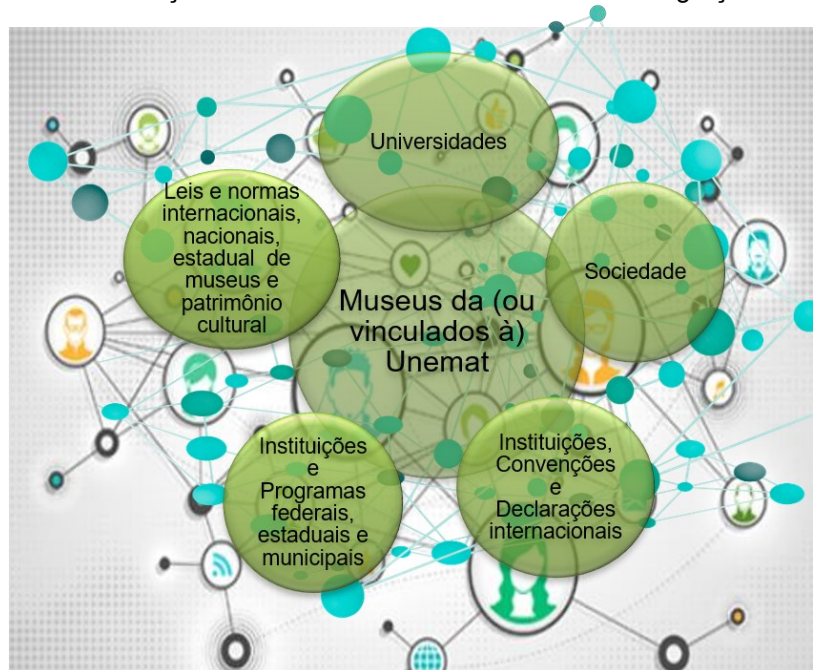 Universidades
Leis e normas
internacionais,
nacionais,
estadual de
museus e
patrimônio
cultural
Sociedade
Museus da (ou
vinculados à)
Unemat
Instituições
e
Programas
federais,
estaduais e
municipais
Instituições,
Convenções
e
Declarações
internacionais